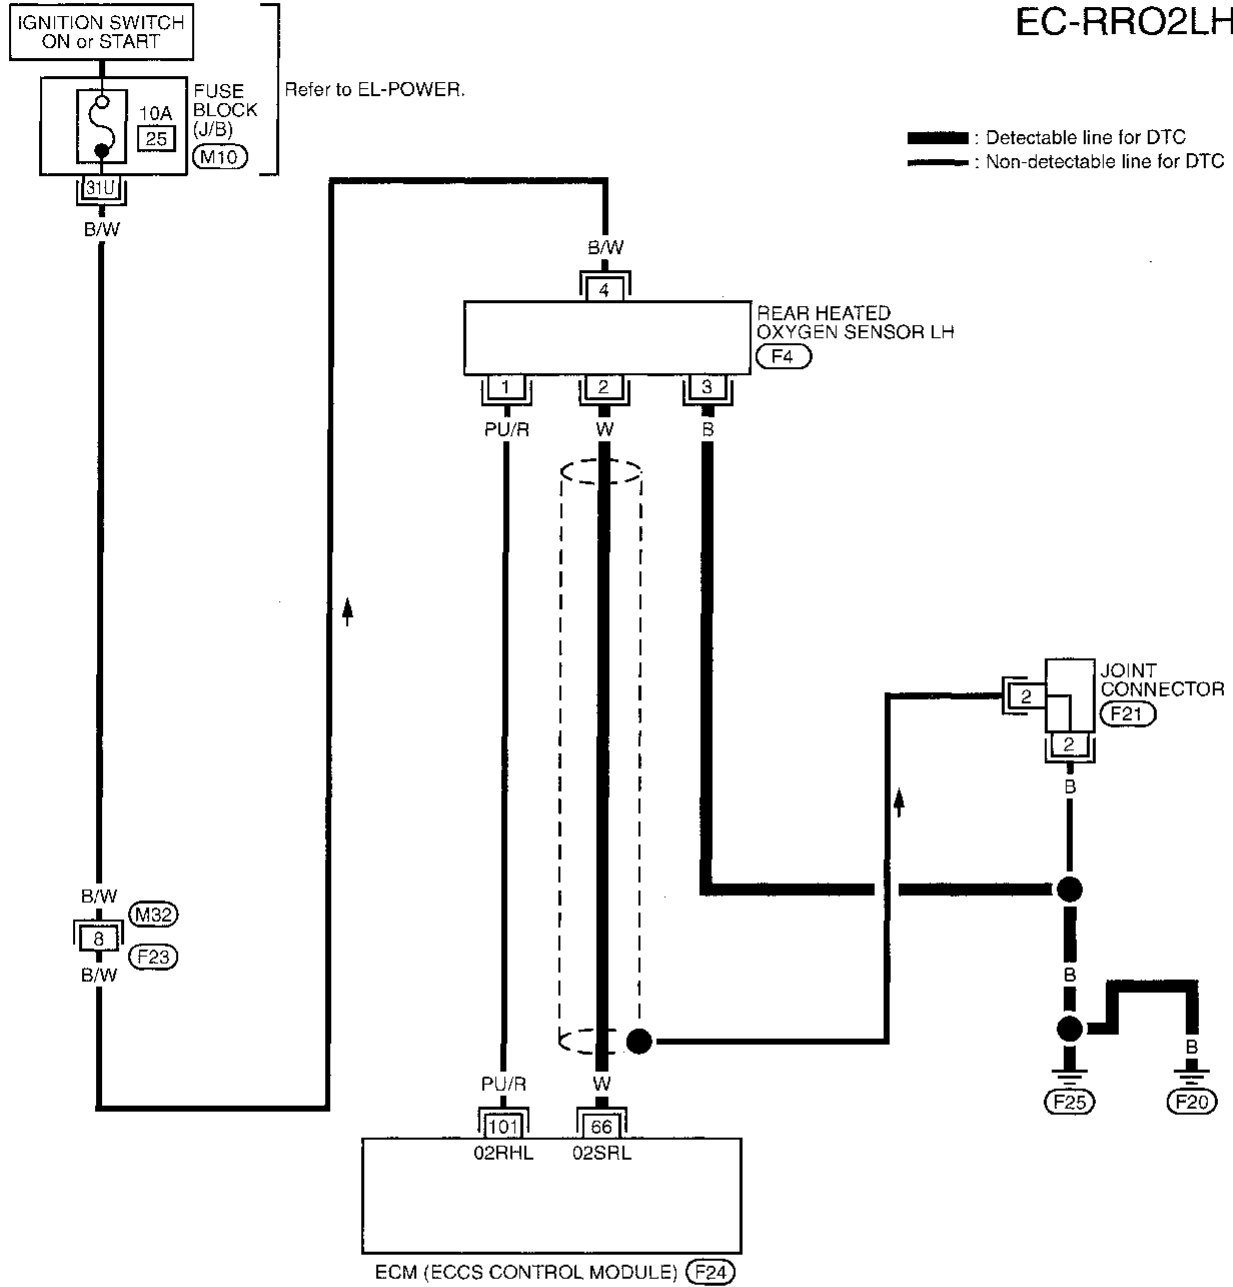 EC-RRO2LH
IGNITION SWITCH
ON or START
FUSE
BLOCK
(J/B)
M10
10A
25
Refer to EL-POWER.
31U
B/W
: Detectable line for DTC
: Non-detectable line for DTC
B/W
4
REAR HEATED
OXYGEN SENSOR LH
F4
1
2
3
PU/R
W
B
JOINT
CONNECTOR
F21
2
2
B
B/W
M32
8
F23
B/W
B
B
F25
F20
PU/R
W
101
66
02RHL
02SRL
ECM (ECCS CONTROL MODULE)
F24